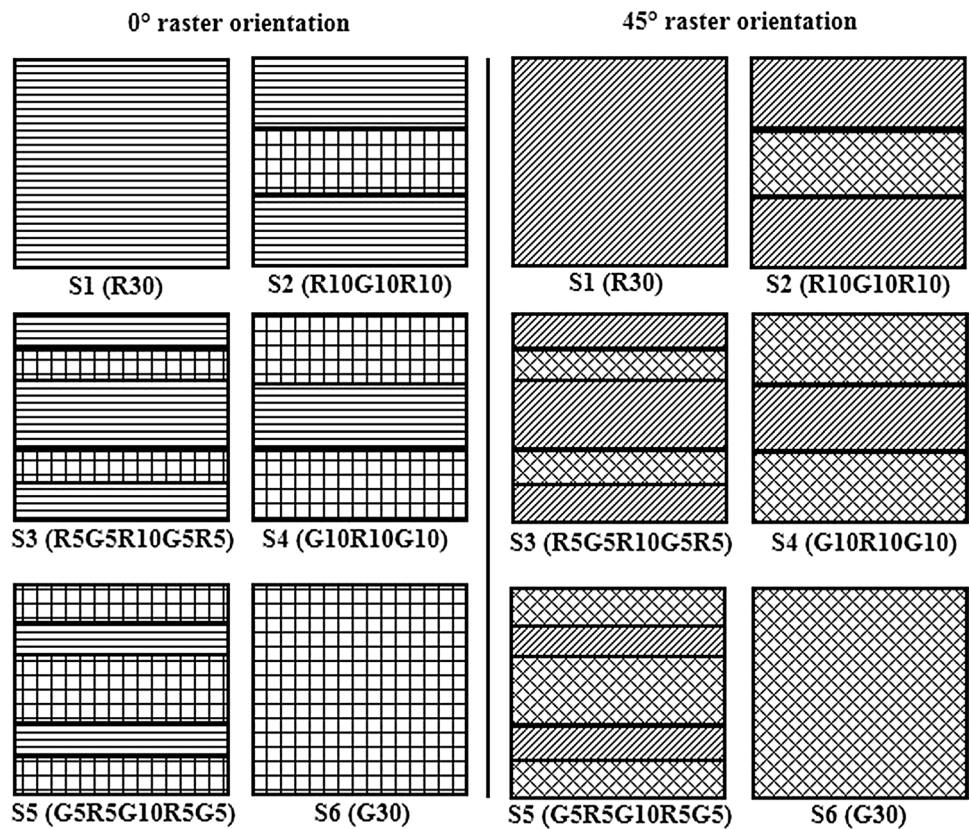 0° raster orientation
45° raster orientation
S1 (R30)
S2 (R10G10R10)
S1 (R30)
S2 (R10G10R10)
S3 (R5G5R10G5R5)
S4 (G10R10G10)
S3 (R5G5R10G5R5)
S4 (G10R10G10)
S5 (G5R5G10R5G5)
S6 (G30)
S5 (G5R5G10R5G5)
S6 (G30)